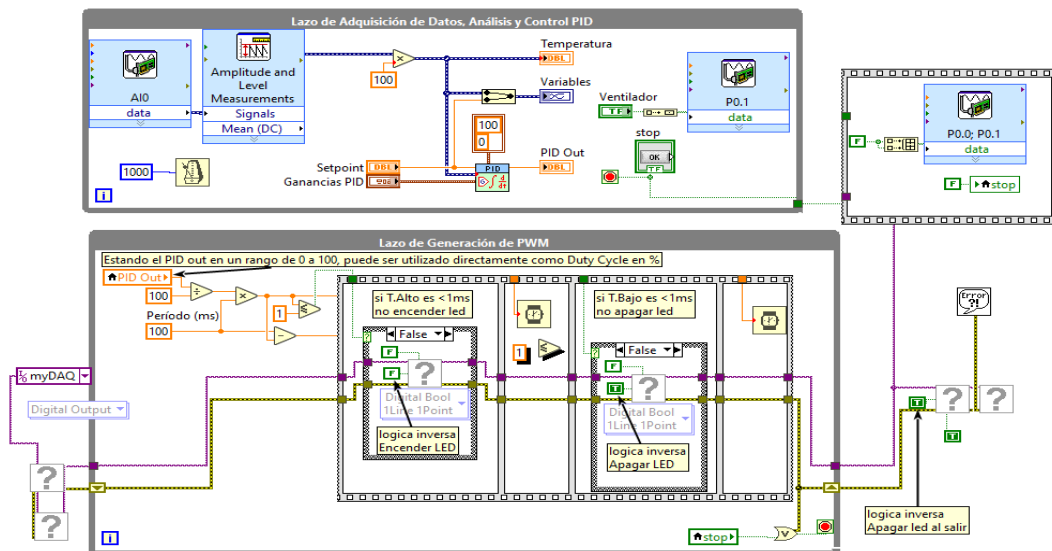 Lazo de Adquisición de Datos, Análisis y Control PID
AI0
data
Amplitude and
Level
Measurements
Signals
Mean (DC)
100
Temperatura
DBL
Variables
100
0
PID
Setpoint
DBL
Ganancias PID
PID Out
DBL
1000
i
Ventilador
TF
stop
OK
TF
P0.1
data
F
P0.0; P0.1
data
F
stop
Lazo de Generación de PWM
Estando el PID out en un rango de 0 a 100, puede ser utilizado directamente como Duty Cycle en %
PID Out
100
Período (ms)
100
1
si T.Alto es <1ms
no encender led
False
F
F
?
Digital Bool
1Line 1Point
logica inversa
Encender LED
1
si T.Bajo es <1ms
no apagar led
False
F
T
?
Digital Bool
1Line 1Point
logica inversa
Apagar LED
myDAQ
Digital Output
?
?
i
stop
V
Error
?!
T
?
?
T
logica inversa
Apagar led al salir